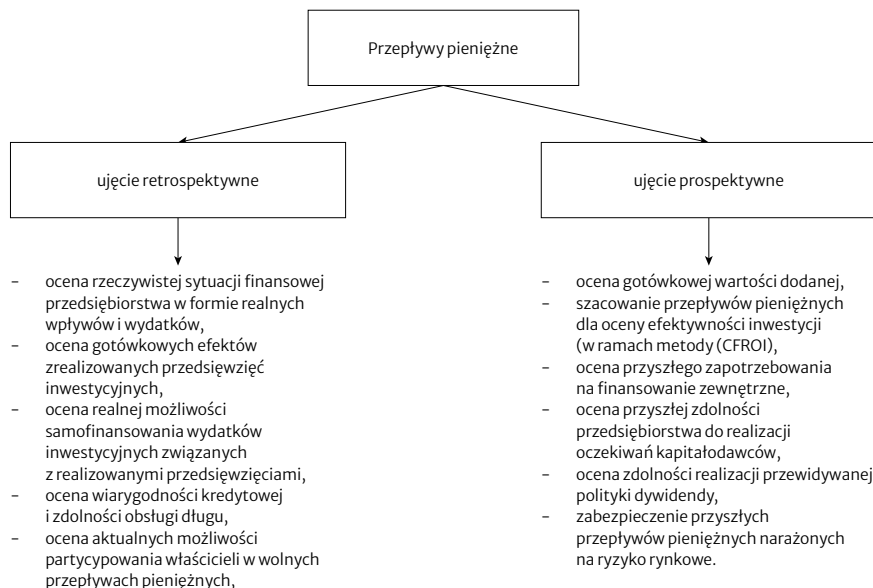 Przepływy pieniężne
ujęcie retrospektywne
- ocena rzeczywistej sytuacji finansowej
przedsiębiorstwa w formie realnych
wpływów i wydatków,
- ocena gotówkowych efektów
zrealizowanych przedsięwzięć
inwestycyjnych,
- ocena realnej możliwości
samofinansowania wydatków
inwestycyjnych związanych
z realizowanymi przedsięwzięciami,
- ocena wiarygodności kredytowej
i zdolności obsługi długu,
- ocena aktualnych możliwości
partycypowania właścicieli w wolnych
przepływach pieniężnych,
ujęcie prospektywne
- ocena gotówkowej wartości dodanej,
- szacowanie przepływów pieniężnych
dla oceny efektywności inwestycji
(w ramach metody (CFROI),
- ocena przyszłego zapotrzebowania
na finansowanie zewnętrzne,
- ocena przyszłej zdolności
przedsiębiorstwa do realizacji
oczekiwań kapitałodawców,
- ocena zdolności realizacji przewidywanej
polityki dywidendy,
- zabezpieczenie przyszłych
przepływów pieniężnych narażonych
na ryzyko rynkowe.